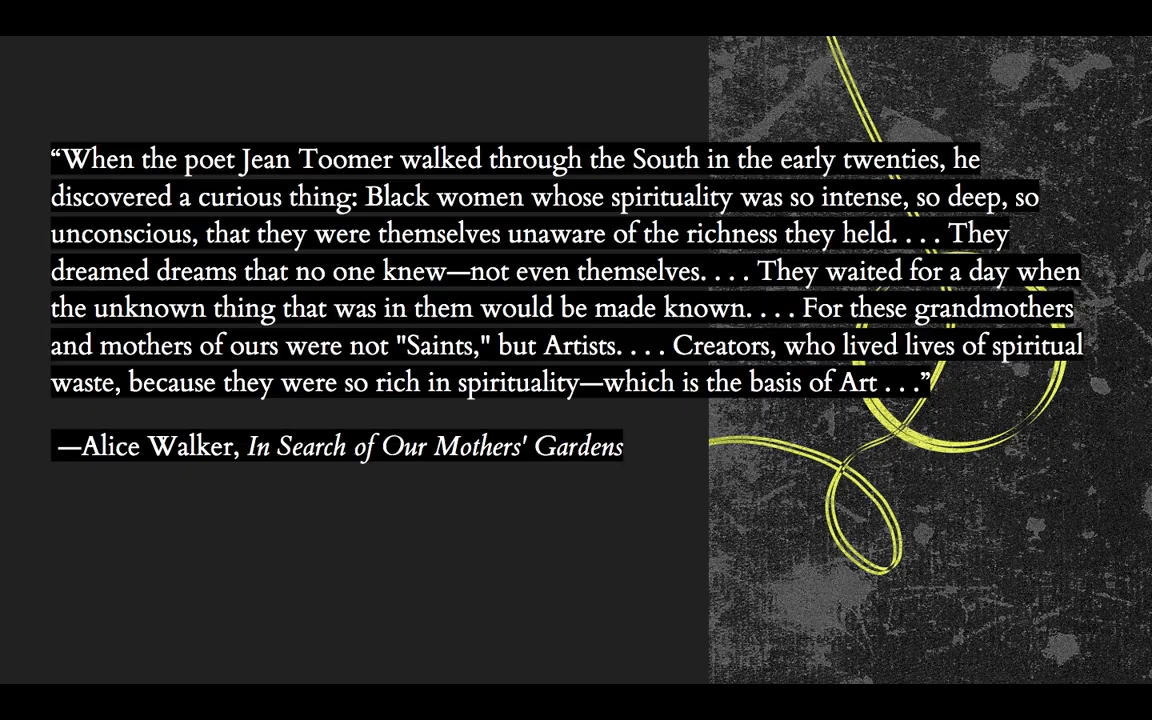 “When the poet Jean Toomer walked through the South in the early twenties, he
discovered a curious thing: Black women whose spirituality was so intense, so deep, so
unconscious, that they were themselves unaware of the richness they held. . . . They
dreamed dreams that no one knew—not even themselves. . . . They waited for a day when
the unknown thing that was in them would be made known. . . . For these grandmothers
and mothers of ours were not "Saints," but Artists. . . . Creators, who lived lives of spiritual
waste, because they were so rich in spirituality—which is the basis of Art . . .”
—Alice Walker, In Search of Our Mothers' Gardens